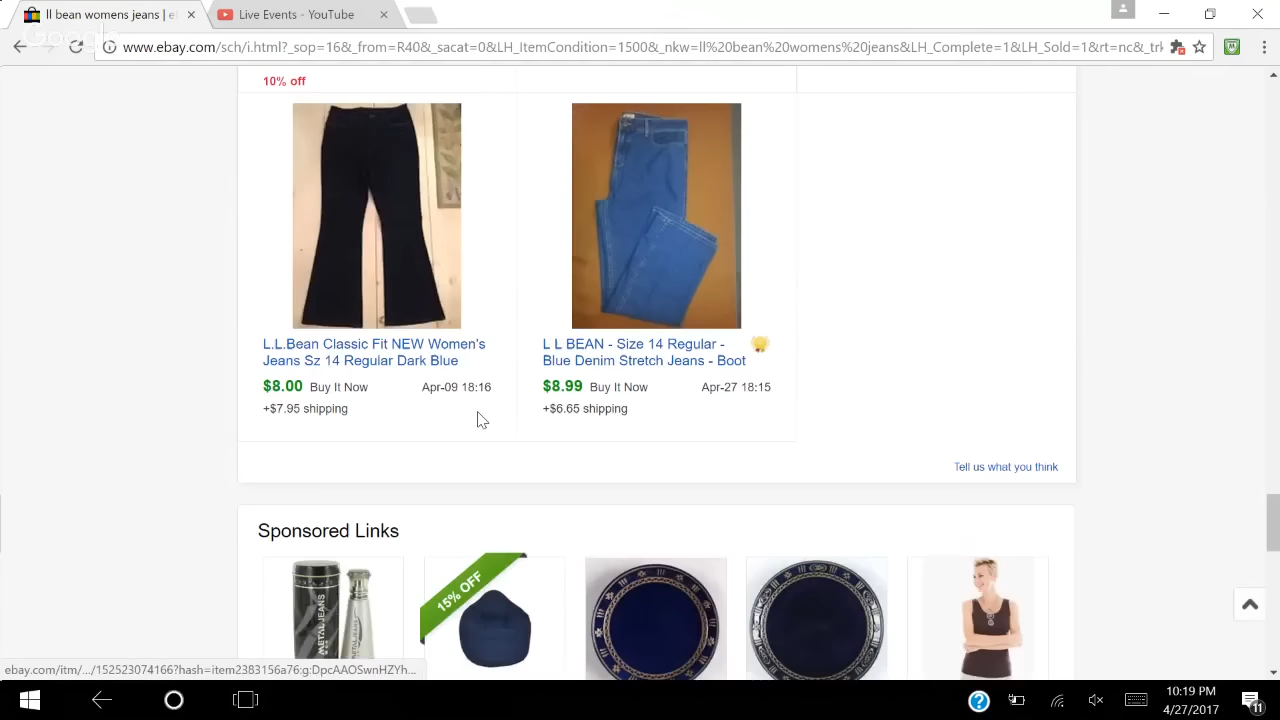 ll bean womens jeans | el
Live Events - YouTube
Google
www.ebay.com/sch/i.html?_sop=16&_from=R40&_sacat=0&LH_ItemCondition=1500&_nkw=ll%20bean%20womens%20jeans&LH_Complete=1&LH_Sold=1&rt=nc&_trk
10% off
L.L.Bean Classic Fit NEW Women's
Jeans Sz 14 Regular Dark Blue
$8.00 Buy It Now Apr-09 18:16
+$7.95 shipping
L L BEAN - Size 14 Regular -
Blue Denim Stretch Jeans - Boot
$8.99 Buy It Now Apr-27 18:15
+$6.65 shipping
Tell us what you think
Sponsored Links
15% OFF
METAL JEANS
ebay.com/itm/.../152523074166?hash=item2383156a76:g:DpcAAOSwnHZYh...
10:19 PM
4/27/2017
11